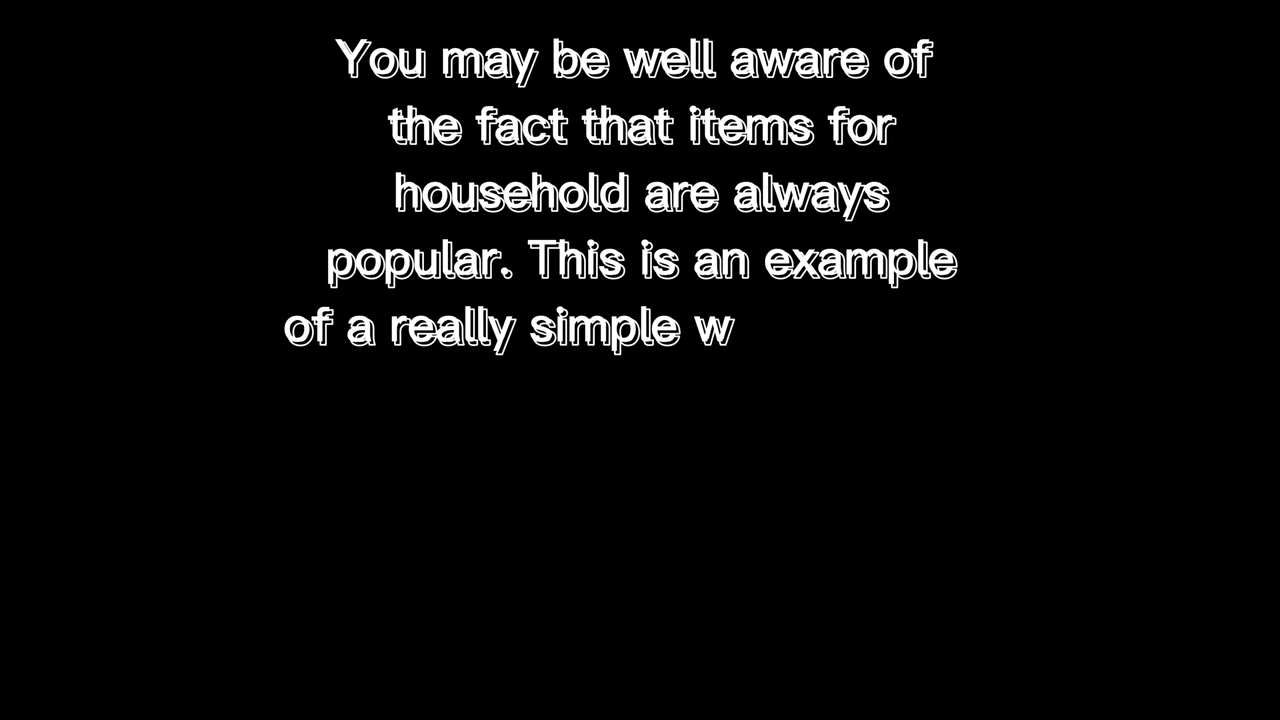 You may be well aware of
the fact that items for
household are always
popular. This is an example
of a really simple w